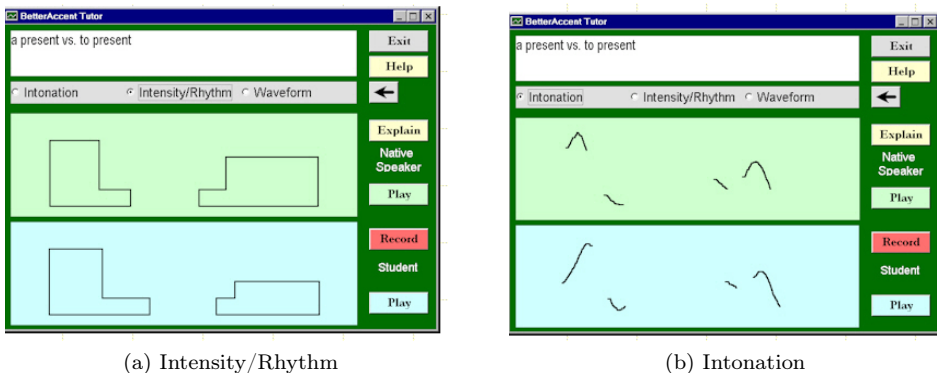 BetterAccent Tutor
a present vs. to present
Exit
Help
Intonation Intensity/Rhythm Waveform
Explain
Native
Speaker
Play
Record
Student
Play
(a) Intensity/Rhythm
BetterAccent Tutor
a present vs. to present
Exit
Help
Intonation Intensity/Rhythm Waveform
Explain
Native
Speaker
Play
Record
Student
Play
(b) Intonation